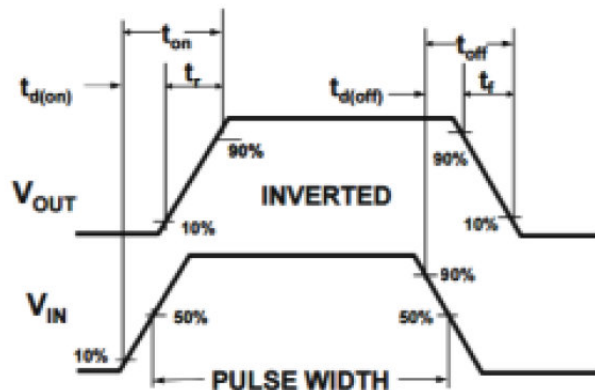 t_on t_off
t_d(on) t_r t_d(off) t_f
90% 90%
V_OUT INVERTED
10% 10%
90%
V_IN 50% 50%
10%
PULSE WIDTH